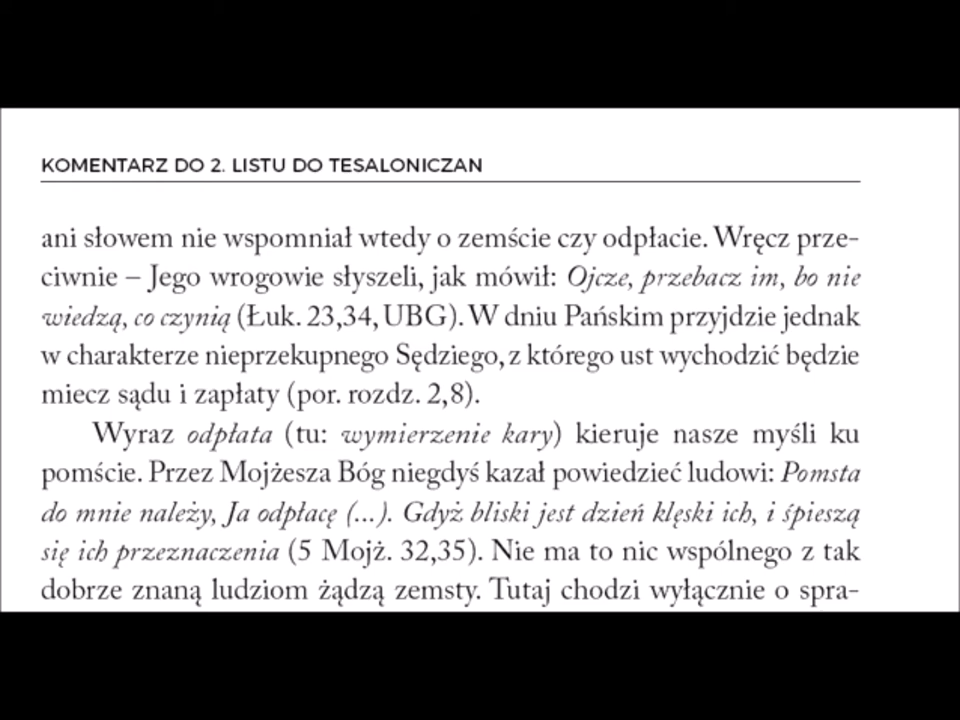 KOMENTARZ DO 2. LISTU DO TESALONICZAN
ani słowem nie wspomniał wtedy o zemście czy odpłacie. Wręcz prze-
ciwnie – Jego wrogowie słyszeli, jak mówił: Ojcze, przebacz im, bo nie
wiedzą, co czynią (Łuk. 23,34, UBG). W dniu Pańskim przyjdzie jednak
w charakterze nieprzekupnego Sędziego, z którego ust wychodzić będzie
miecz sądu i zapłaty (por. rozdz. 2,8).
Wyraz odpłata (tu: wymierzenie kary) kieruje nasze myśli ku
pomście. Przez Mojżesza Bóg niegdyś kazał powiedzieć ludowi: Pomsta
do mnie należy, Ja odpłacę (...). Gdyż bliski jest dzień klęski ich, i śpieszą
się ich przeznaczenia (5 Mojż. 32,35). Nie ma to nic wspólnego z tak
dobrze znaną ludziom żądzą zemsty. Tutaj chodzi wyłącznie o spra-